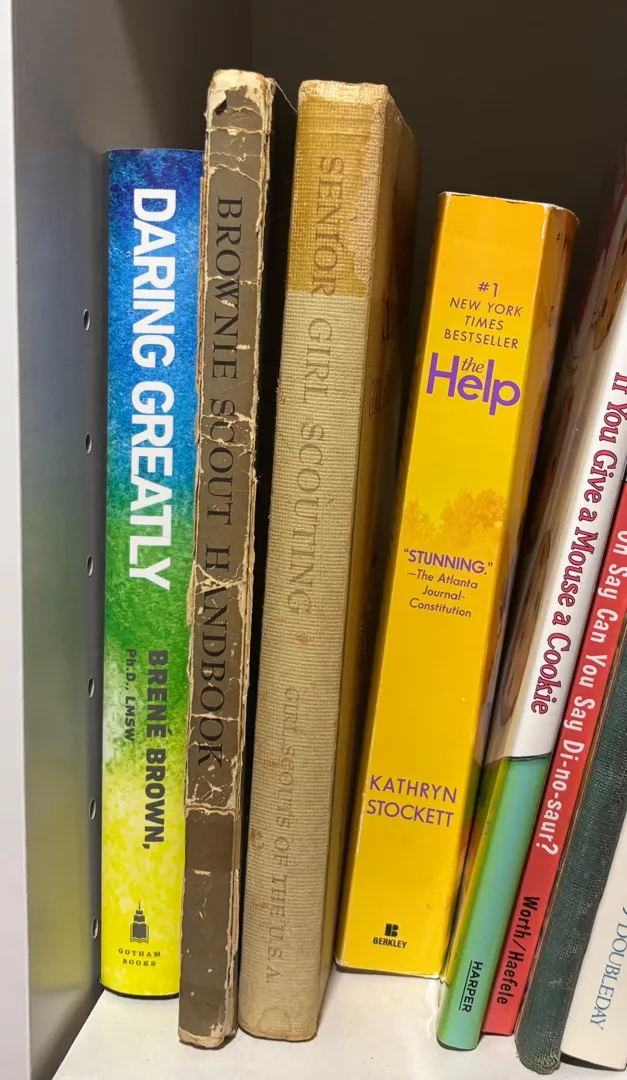 DARING GREATLY
BRENÉ BROWN,
Ph.D., LMSW
GOTHAM
BOOKS
BROWNIE SCOUT HANDBOOK
SENIOR GIRL SCOUTING
GIRL SCOUTS OF THE U.S.A.
#1
NEW YORK
TIMES
BESTSELLER
the
Help
"STUNNING."
—The Atlanta
Journal-
Constitution
KATHRYN
STOCKETT
B
BERKLEY
If You Give a Mouse a Cookie
HARPER
Oh Say Can You Say Di-no-saur?
Worth/Haefele
DOUBLEDAY